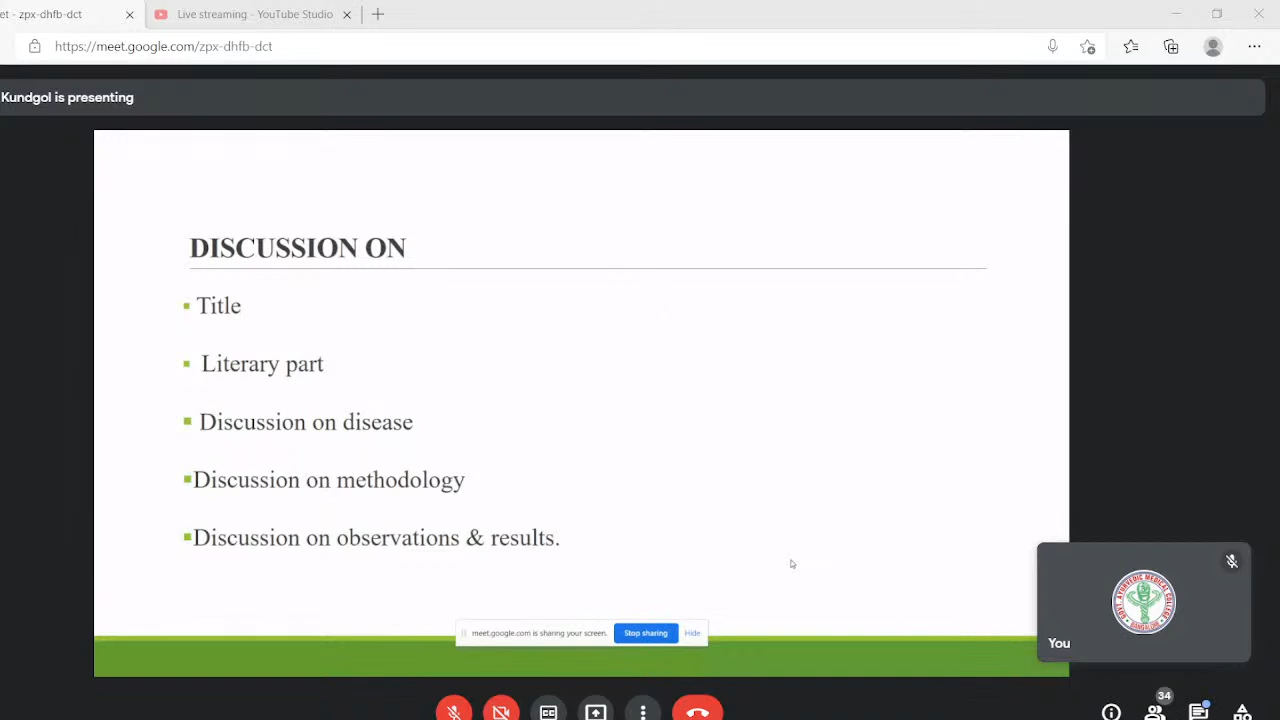 et - zpx-dhfb-dct
Live streaming - YouTube Studio
https://meet.google.com/zpx-dhfb-dct
Kundgol is presenting
DISCUSSION ON
Title
Literary part
Discussion on disease
Discussion on methodology
Discussion on observations & results.
meet.google.com is sharing your screen.
Stop sharing
Hide
You
CC
34